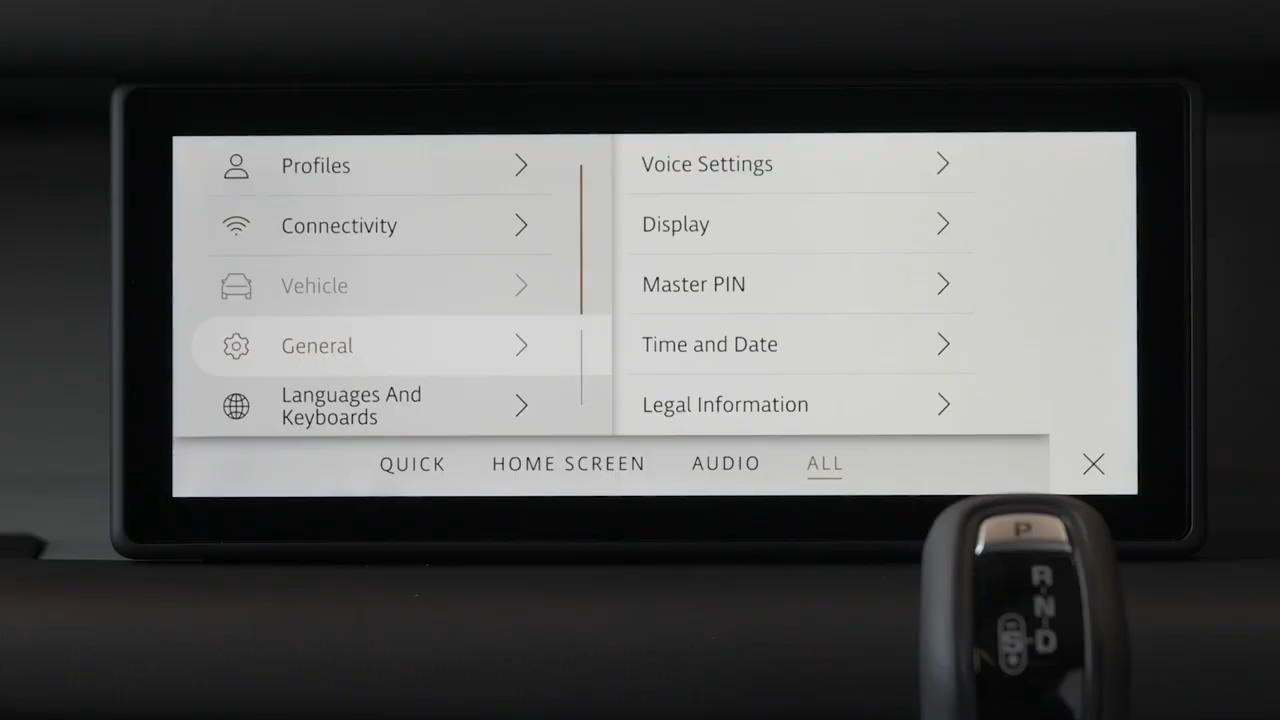 Profiles
Connectivity
Vehicle
General
Languages And
Keyboards
Voice Settings
Display
Master PIN
Time and Date
Legal Information
QUICK HOME SCREEN AUDIO ALL
P
R
N
S D